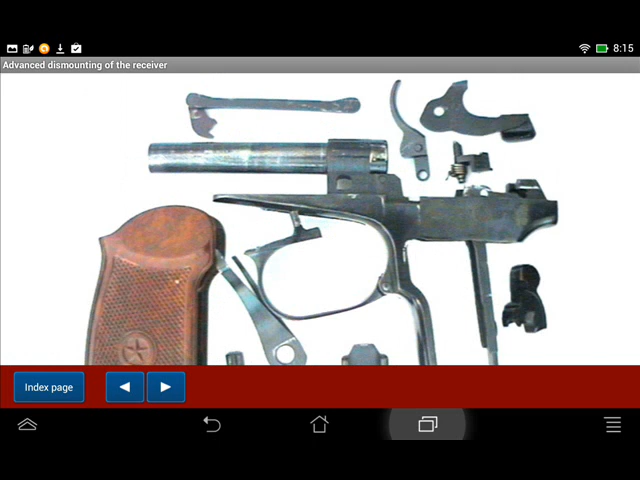 8:15
Advanced dismounting of the receiver
Index page